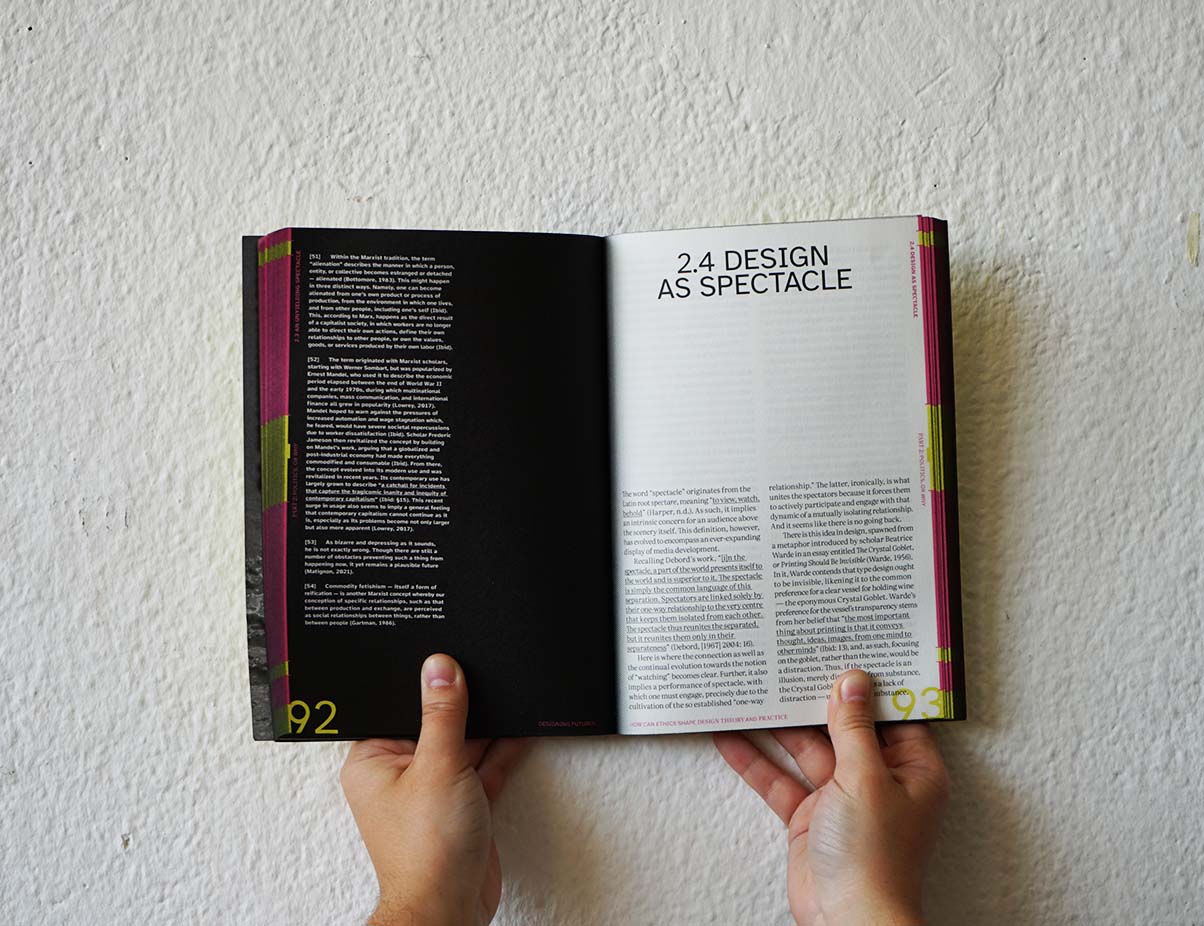 2.3 AN UNYIELDING SPECTACLE
[51] Within the Marxist tradition, the term
"alienation" describes the manner in which a person,
entity, or collective becomes estranged or detached
— alienated (Bottomore, 1983). This might happen
in three distinct ways. Namely, one can become
alienated from one's own product or process of
production, from the environment in which one lives,
and from other people, including one's self (Ibid).
This, according to Marx, happens as the direct result
of a capitalist society, in which workers are no longer
able to direct their own actions, define their own
relationships to other people, or own the values,
goods, or services produced by their own labor (Ibid).
[52] The term originated with Marxist scholars,
starting with Werner Sombart, but was popularized by
Ernest Mandel, who used it to describe the economic
period elapsed between the end of World War II
and the early 1970s, during which multinational
companies, mass communication, and international
finance all grew in popularity (Lowrey, 2017).
Mandel hoped to warn against the pressures of
increased automation and wage stagnation which,
he feared, would have severe societal repercussions
due to worker dissatisfaction (Ibid). Scholar Frederic
Jameson then revitalized the concept by building
on Mandel's work, arguing that a globalized and
post-industrial economy had made everything
commodified and consumable (Ibid). From there,
the concept evolved into its modern use and was
revitalized in recent years. Its contemporary use has
largely grown to describe "a catchall for incidents
that capture the tragicomic inanity and inequity of
contemporary capitalism" (Ibid §15). This recent
surge in usage also seems to imply a general feeling
that contemporary capitalism cannot continue as it
is, especially as its problems become not only larger
but also more apparent (Lowrey, 2017).
[53] As bizarre and depressing as it sounds,
he is not exactly wrong. Though there are still a
number of obstacles preventing such a thing from
happening now, it yet remains a plausible future
(Matignon, 2021).
[54] Commodity fetishism — itself a form of
reification — is another Marxist concept whereby our
conception of specific relationships, such as that
between production and exchange, are perceived
as social relationships between things, rather than
between people (Gartman, 1986).
PART 2: POLITICS, OF WHY
92
DESIGNING FUTURES
2.4 DESIGN
AS SPECTACLE
The word "spectacle" originates from the
Latin root spectare, meaning "to view, watch,
behold" (Harper, n.d.). As such, it implies
an intrinsic concern for an audience above
the scenery itself. This definition, however,
has evolved to encompass an ever-expanding
display of media development.
Recalling Debord's work, "[i]n the
spectacle, a part of the world presents itself to
the world and is superior to it. The spectacle
is simply the common language of this
separation. Spectators are linked solely by
their one-way relationship to the very centre
that keeps them isolated from each other.
The spectacle thus reunites the separated,
but it reunites them only in their
separateness" (Debord, [1967] 2004: 16).
Here is where the connection as well as
the continual evolution towards the notion
of "watching" becomes clear. Further, it also
implies a performance of spectacle, with
which one must engage, precisely due to the
cultivation of the so established "one-way
relationship." The latter, ironically, is what
unites the spectators because it forces them
to actively participate and engage with that
dynamic of a mutually isolating relationship.
And it seems like there is no going back.
There is this idea in design, spawned from
a metaphor introduced by scholar Beatrice
Warde in an essay entitled The Crystal Goblet,
or Printing Should Be Invisible (Warde, 1956).
In it, Warde contends that type design ought
to be invisible, likening it to the common
preference for a clear vessel for holding wine
— the eponymous Crystal Goblet. Warde's
preference for the vessel's transparency stems
from her belief that "the most important
thing about printing is that it conveys
thought, ideas, images, from one mind to
other minds" (Ibid: 13), and, as such, focusing
on the goblet, rather than the wine, would be
a distraction. Thus, if the spectacle is an
illusion, merely from substance,
the Crystal Goblet a lack of
distraction — substance.
2.4 DESIGN AS SPECTACLE
PART 2: POLITICS, OF WHY
HOW CAN ETHICS SHAPE DESIGN THEORY AND PRACTICE
93